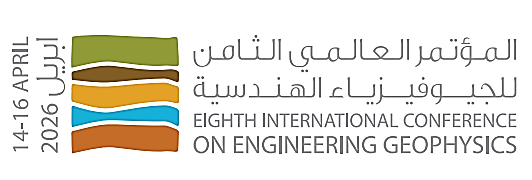 14-16 APRIL
2026 ابريل
المؤتمر العالمي الثامن
للجيوفيزياء الهندسية
EIGHTH INTERNATIONAL CONFERENCE
ON ENGINEERING GEOPHYSICS